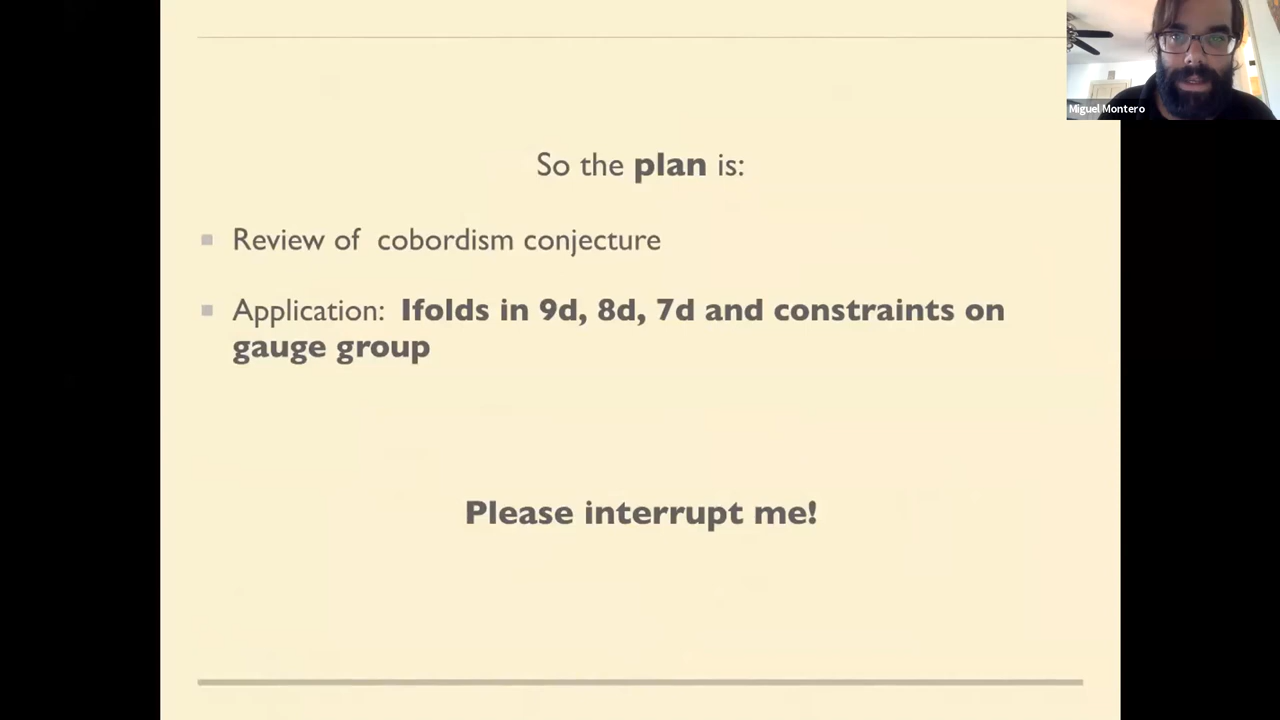 Miguel Montero
So the plan is:
Review of cobordism conjecture
Application: Ifolds in 9d, 8d, 7d and constraints on
gauge group
Please interrupt me!